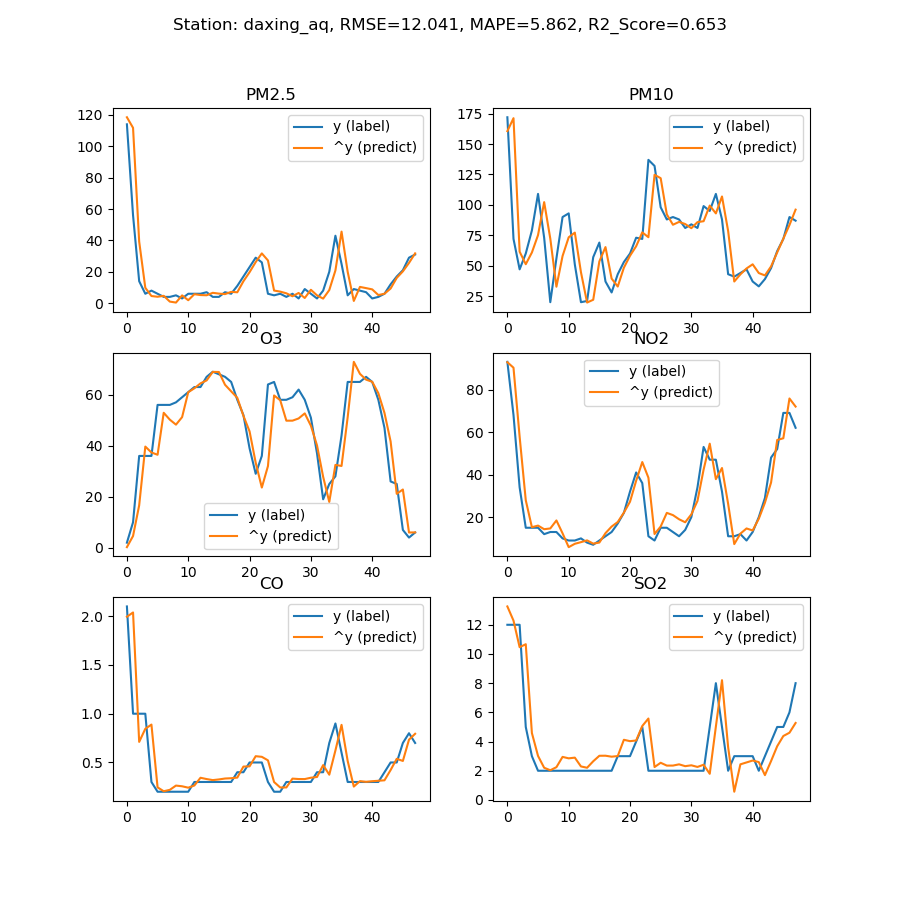 Station: daxing_aq, RMSE=12.041, MAPE=5.862, R2_Score=0.653
PM2.5
120
100
80
60
40
20
0
0 10 20 30 40
y (label)
^y (predict)
PM10
175
150
125
100
75
50
25
0 10 20 30 40
y (label)
^y (predict)
O3
60
40
20
0
0 10 20 30 40
y (label)
^y (predict)
NO2
80
60
40
20
0 10 20 30 40
y (label)
^y (predict)
CO
2.0
1.5
1.0
0.5
0 10 20 30 40
y (label)
^y (predict)
SO2
12
10
8
6
4
2
0
0 10 20 30 40
y (label)
^y (predict)